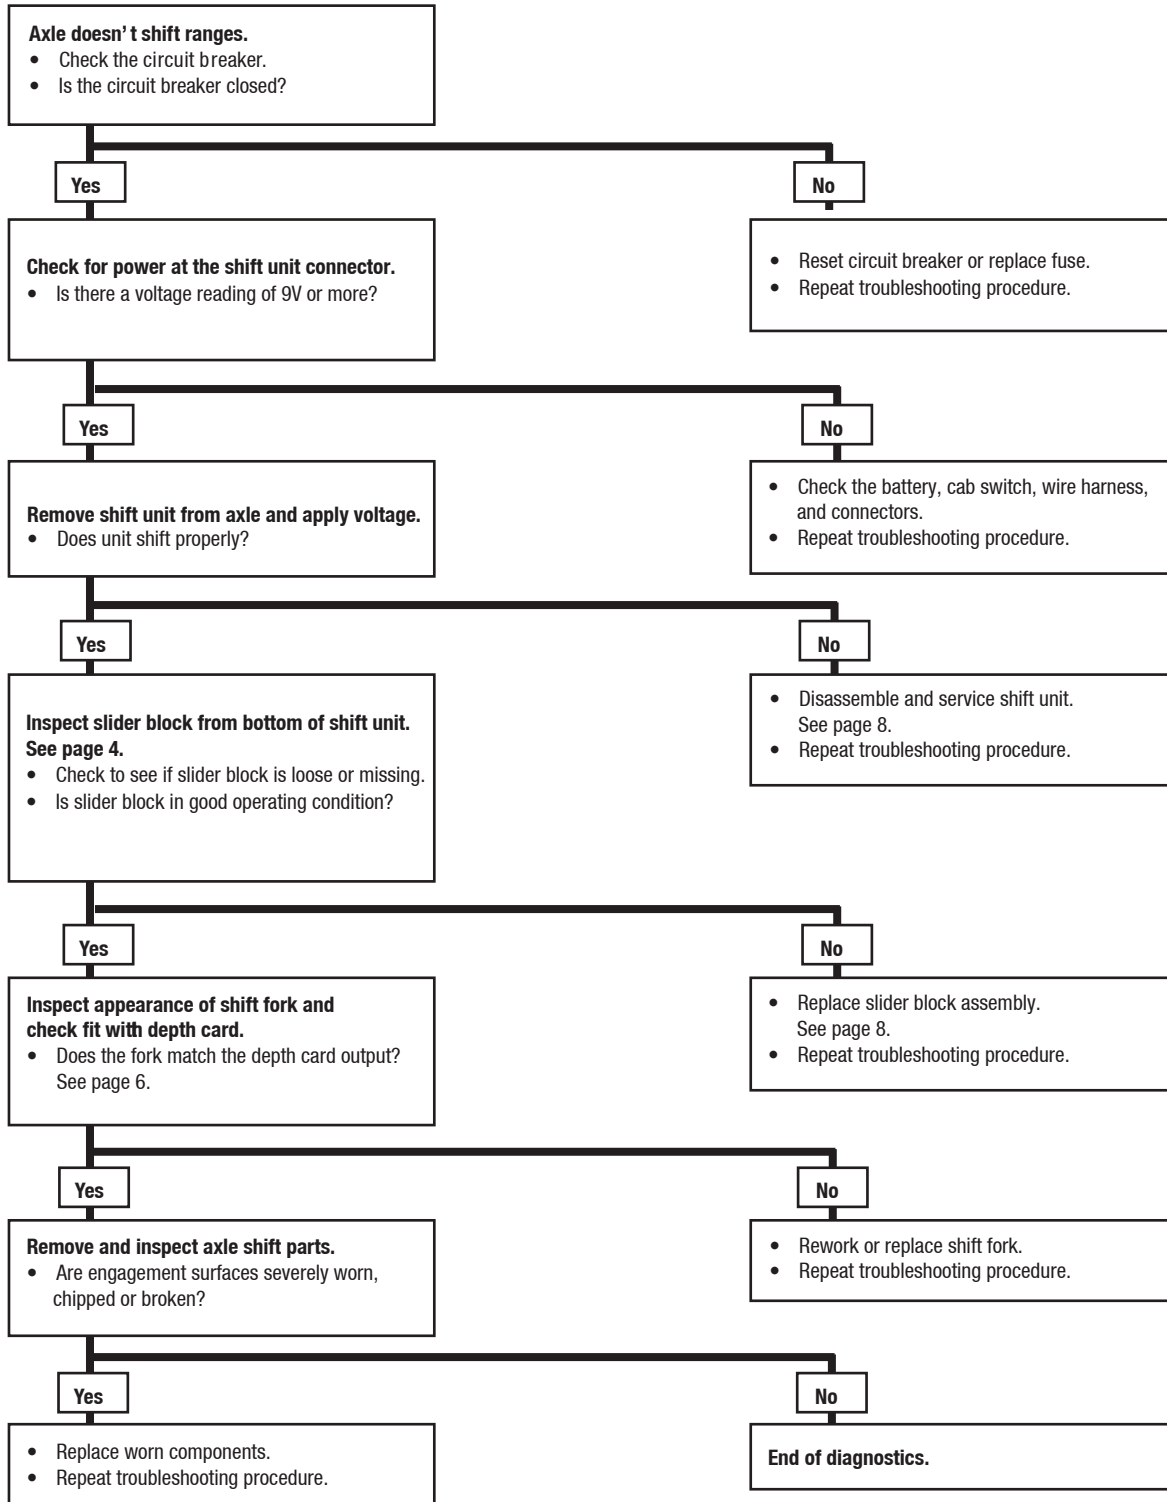 Axle doesn't shift ranges.
• Check the circuit breaker.
• Is the circuit breaker closed?
Yes
No
Check for power at the shift unit connector.
• Is there a voltage reading of 9V or more?
• Reset circuit breaker or replace fuse.
• Repeat troubleshooting procedure.
Yes
No
Remove shift unit from axle and apply voltage.
• Does unit shift properly?
• Check the battery, cab switch, wire harness,
and connectors.
• Repeat troubleshooting procedure.
Yes
No
Inspect slider block from bottom of shift unit.
See page 4.
• Check to see if slider block is loose or missing.
• Is slider block in good operating condition?
• Disassemble and service shift unit.
See page 8.
• Repeat troubleshooting procedure.
Yes
No
Inspect appearance of shift fork and
check fit with depth card.
• Does the fork match the depth card output?
See page 6.
• Replace slider block assembly.
See page 8.
• Repeat troubleshooting procedure.
Yes
No
Remove and inspect axle shift parts.
• Are engagement surfaces severely worn,
chipped or broken?
• Rework or replace shift fork.
• Repeat troubleshooting procedure.
Yes
No
• Replace worn components.
• Repeat troubleshooting procedure.
End of diagnostics.